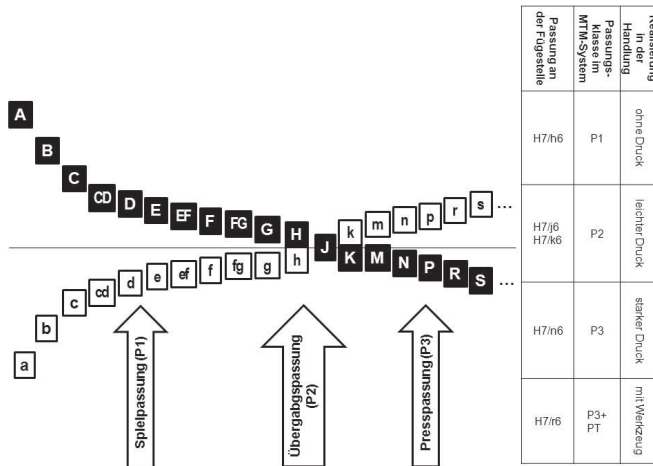 A
B
C
CD
D
E
EF
F
FG
G
H
J
K
M
N
P
R
S
...
a
b
c
cd
d
e
ef
f
fg
g
h
k
m
n
p
r
s
...
Spielpassung (P1)
Übergabgspassung
(P2)
Presspassung (P3)
Passung an
der Fügestelle
Passungs-
klasse im
MTM-System
Realisierung
in der
Handlung
H7/h6
P1
ohne Druck
H7/j6
H7/k6
P2
leichter Druck
H7/n6
P3
starker Druck
H7/r6
P3+
PT
mit Werkzeug